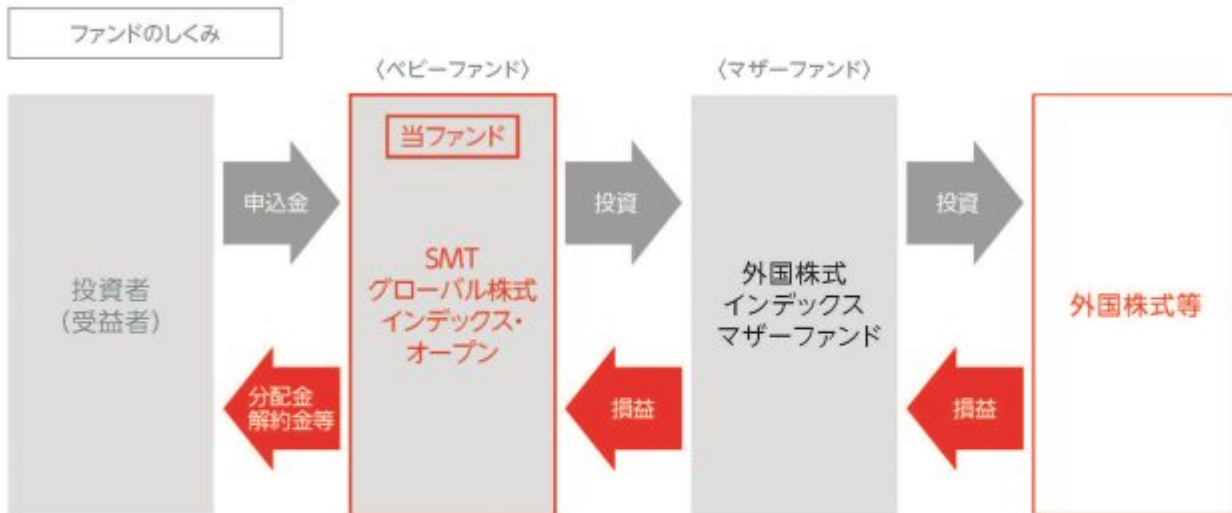 ファンドのしくみ
〈ベビーファンド〉
〈マザーファンド〉
投資者
(受益者)
申込金
分配金
解約金等
当ファンド
SMT
グローバル株式
インデックス・
オープン
投資
損益
外国株式
インデックス
マザーファンド
投資
損益
外国株式等